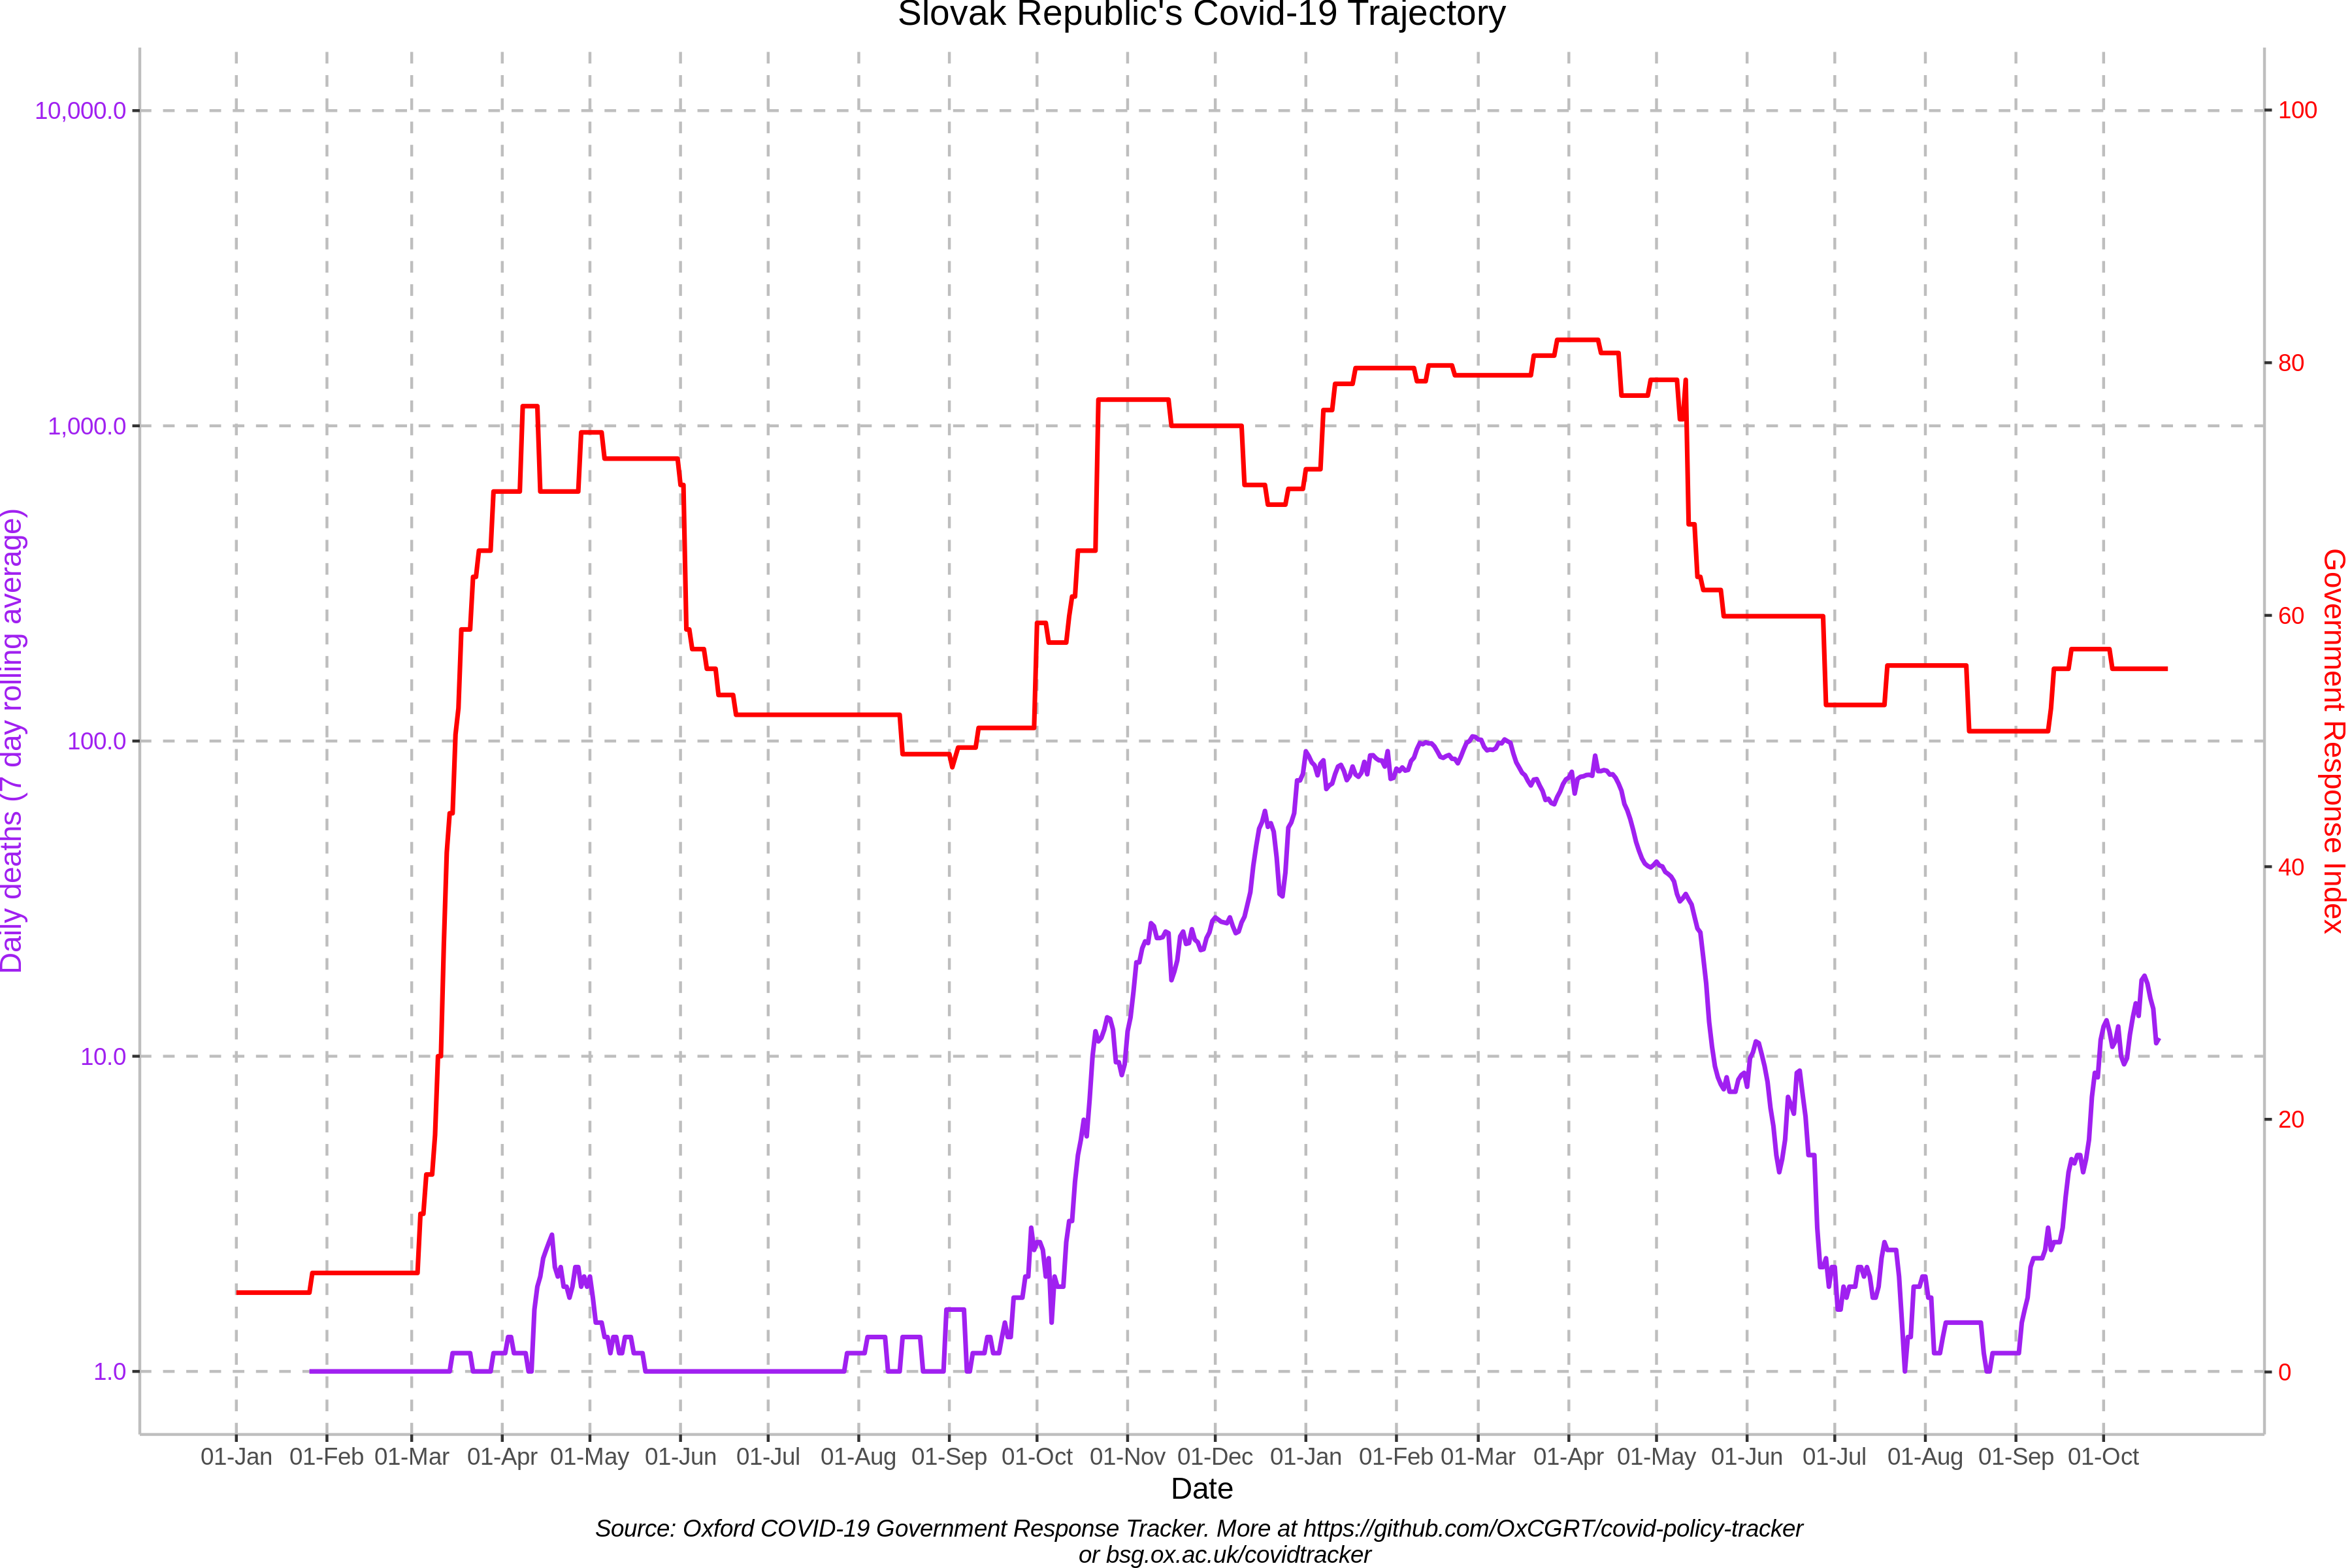 Slovak Republic's Covid-19 Trajectory
10,000.0
1,000.0
100.0
10.0
1.0
Daily deaths (7 day rolling average)
100
80
60
40
20
0
Government Response Index
01-Jan 01-Feb 01-Mar 01-Apr 01-May 01-Jun 01-Jul 01-Aug 01-Sep 01-Oct 01-Nov 01-Dec 01-Jan 01-Feb 01-Mar 01-Apr 01-May 01-Jun 01-Jul 01-Aug 01-Sep 01-Oct
Date
Source: Oxford COVID-19 Government Response Tracker. More at https://github.com/OxCGRT/covid-policy-tracker
or bsg.ox.ac.uk/covidtracker